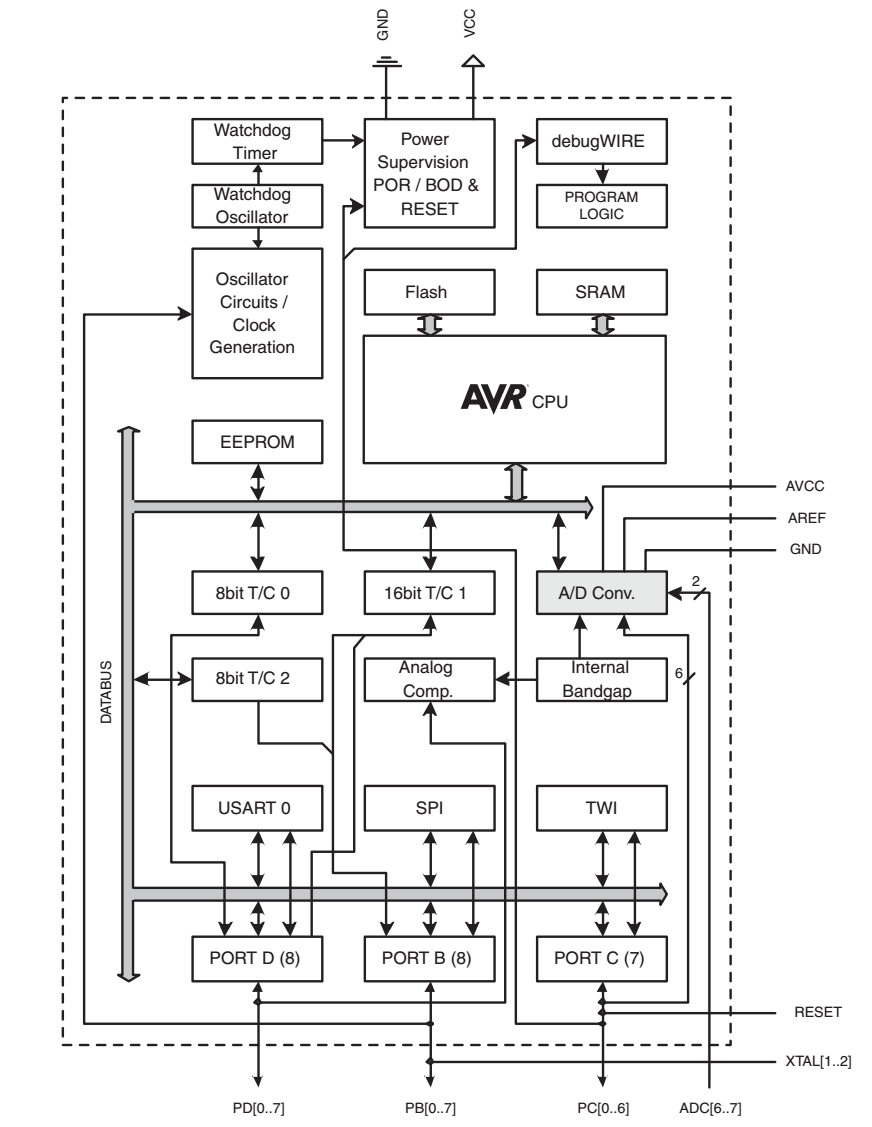 GND
VCC
Watchdog
Timer
Power
Supervision
POR / BOD &
RESET
debugWIRE
Watchdog
Oscillator
PROGRAM
LOGIC
Oscillator
Circuits /
Clock
Generation
Flash
SRAM
AVR CPU
EEPROM
AVCC
AREF
GND
8bit T/C 0
16bit T/C 1
A/D Conv.
2
8bit T/C 2
Analog
Comp.
Internal
Bandgap
6
DATABUS
USART 0
SPI
TWI
PORT D (8)
PORT B (8)
PORT C (7)
RESET
XTAL[1..2]
PD[0..7]
PB[0..7]
PC[0..6]
ADC[6..7]